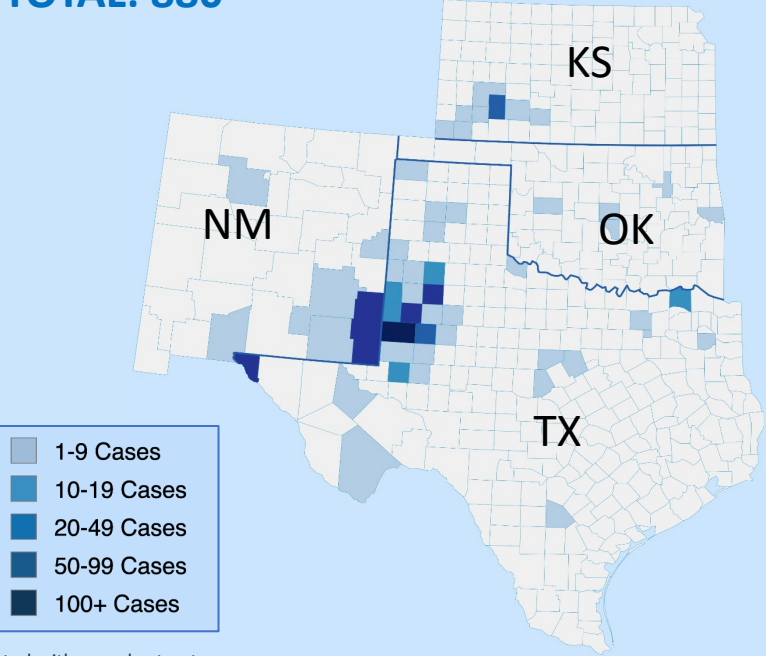 KS
NM
OK
TX
1-9 Cases
10-19 Cases
20-49 Cases
50-99 Cases
100+ Cases